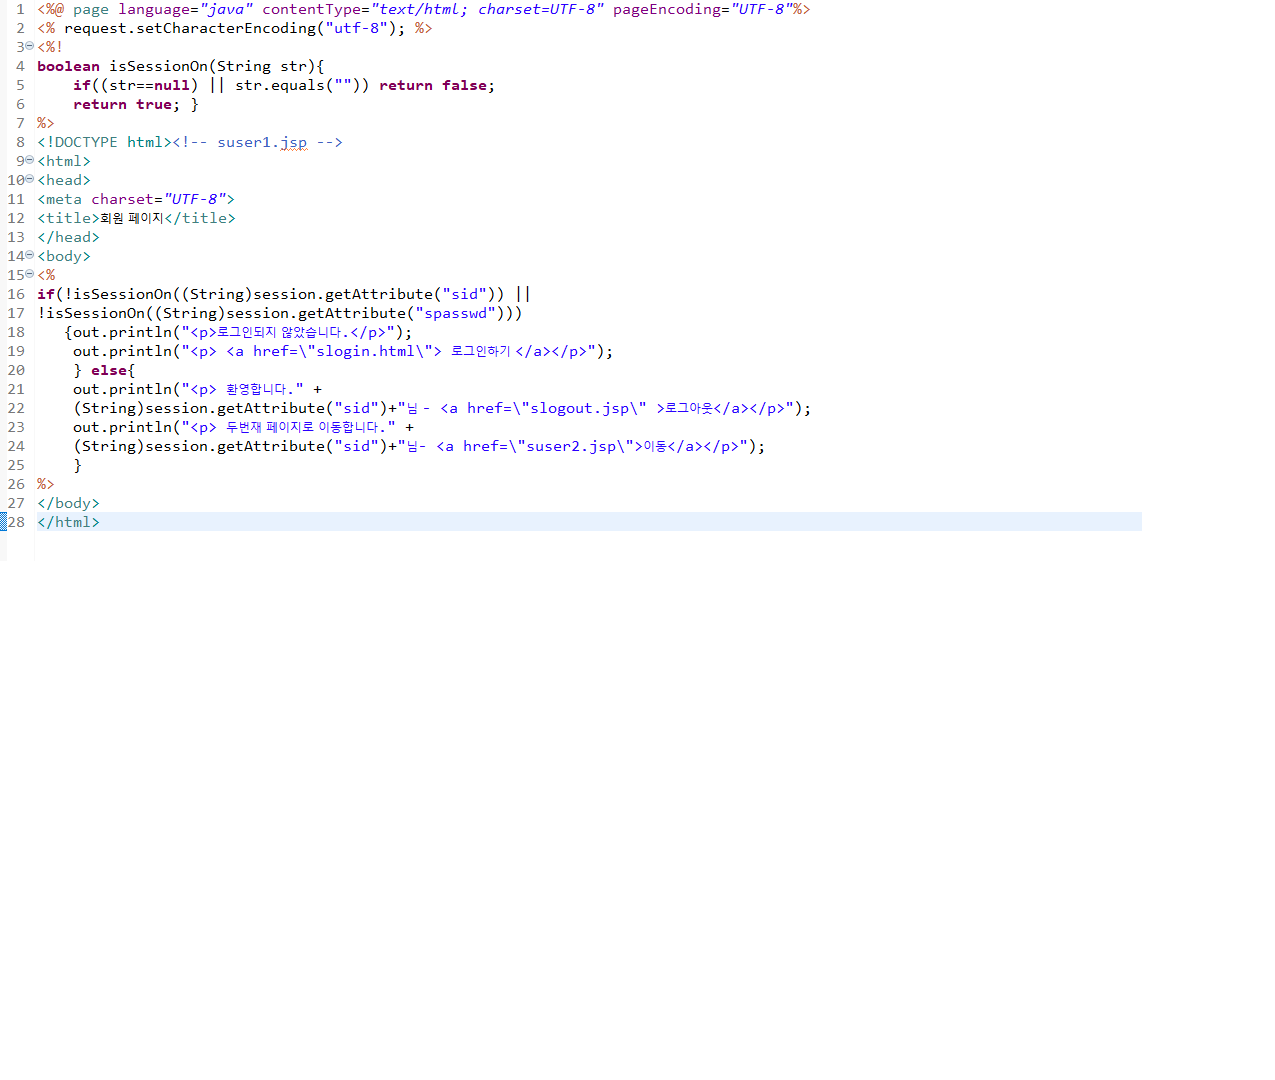 1 <%@ page language="java" contentType="text/html; charset=UTF-8" pageEncoding="UTF-8"%>
2 <% request.setCharacterEncoding("utf-8"); %>
3 <%!
4 boolean isSessionOn(String str){
5     if((str==null) || str.equals("")) return false;
6     return true; }
7 %>
8 <!DOCTYPE html><!-- suser1.jsp -->
9 <html>
10 <head>
11 <meta charset="UTF-8">
12 <title>회원 페이지</title>
13 </head>
14 <body>
15 <%
16 if(!isSessionOn((String)session.getAttribute("sid")) ||
17 !isSessionOn((String)session.getAttribute("spasswd")))
18    {out.println("<p>로그인되지 않았습니다.</p>");
19     out.println("<p> <a href=\"slogin.html\"> 로그인하기 </a></p>");
20     } else{
21     out.println("<p> 환영합니다." +
22     (String)session.getAttribute("sid")+"님 - <a href=\"slogout.jsp\" >로그아웃</a></p>");
23     out.println("<p> 두번재 페이지로 이동합니다." +
24     (String)session.getAttribute("sid")+"님- <a href=\"suser2.jsp\">이동</a></p>");
25     }
26 %>
27 </body>
28 </html>